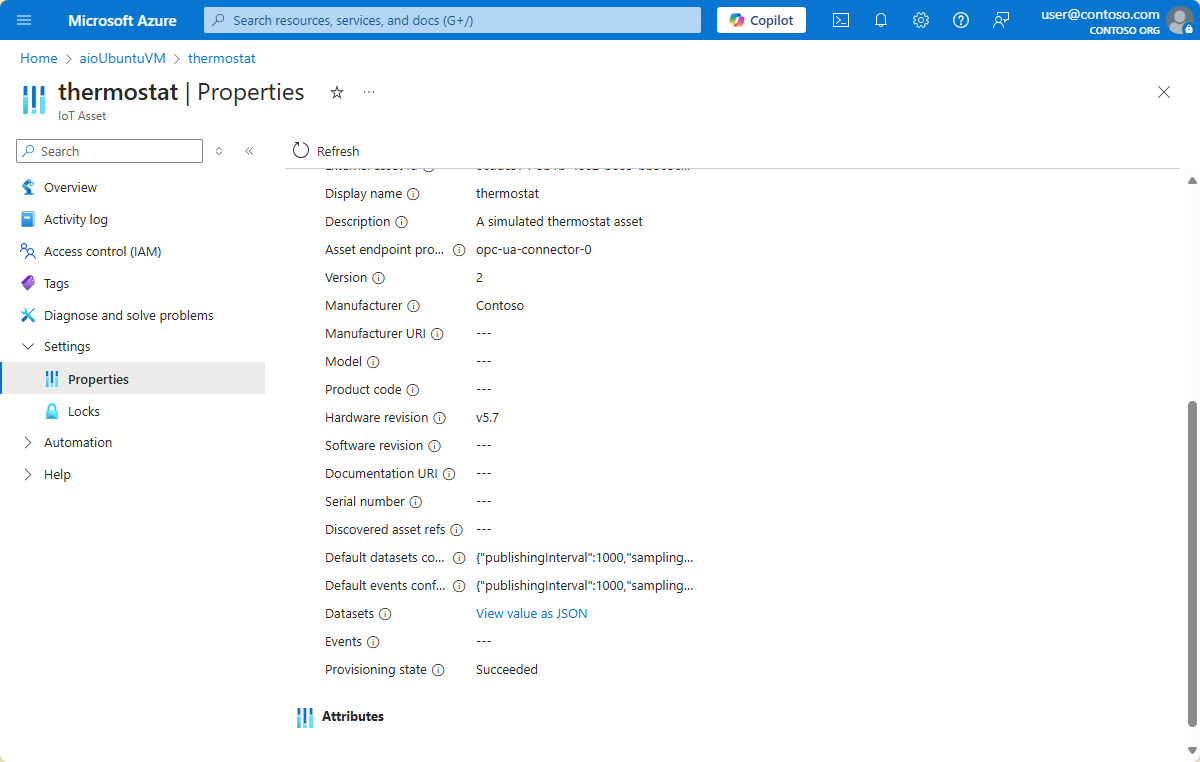 Microsoft Azure
Search resources, services, and docs (G+/)
Copilot
user@contoso.com
CONTOSO ORG
Home > aioUbuntuVM > thermostat
thermostat | Properties
IoT Asset
Search
Refresh
Overview
Activity log
Access control (IAM)
Tags
Diagnose and solve problems
Settings
Properties
Locks
Automation
Help
Display name thermostat
Description A simulated thermostat asset
Asset endpoint pro... opc-ua-connector-0
Version 2
Manufacturer Contoso
Manufacturer URI ---
Model ---
Product code ---
Hardware revision v5.7
Software revision ---
Documentation URI ---
Serial number ---
Discovered asset refs ---
Default datasets co... {"publishingInterval":1000,"sampling...
Default events conf... {"publishingInterval":1000,"sampling...
Datasets View value as JSON
Events ---
Provisioning state Succeeded
Attributes